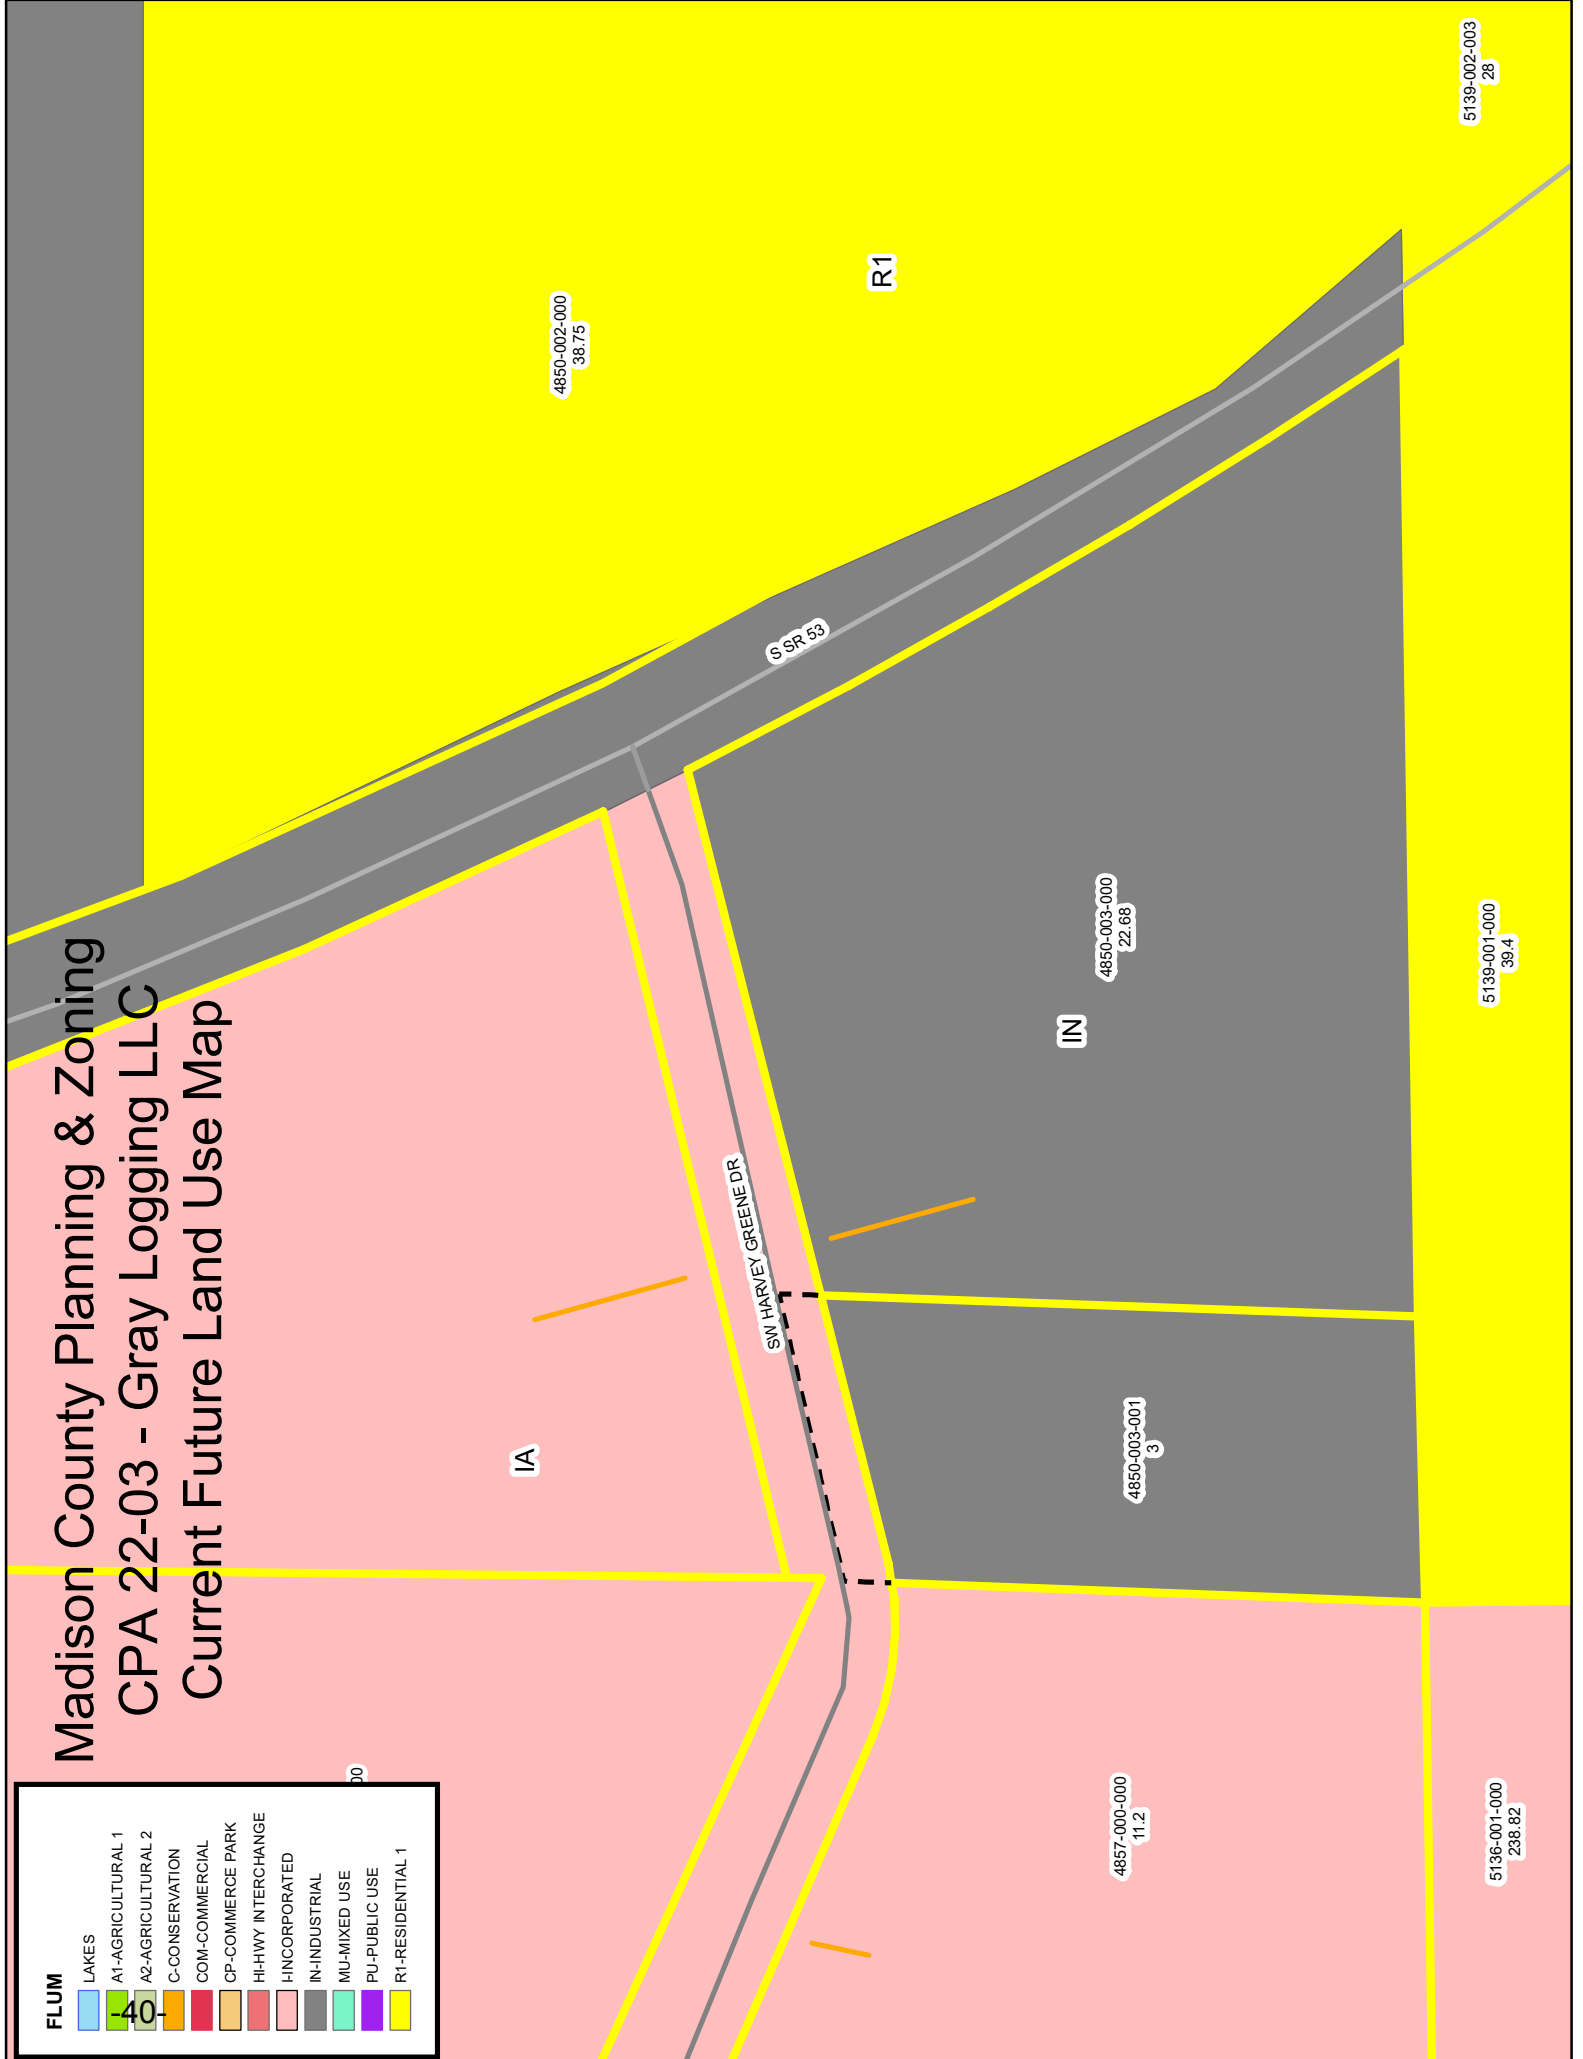 Madison County Planning & Zoning
CPA 22-03 - Gray Logging LLC
Current Future Land Use Map
FLUM
LAKES
A1-AGRICULTURAL 1
A2-AGRICULTURAL 2
C-CONSERVATION
COM-COMMERCIAL
CP-COMMERCE PARK
HI-HWY INTERCHANGE
I-INCORPORATED
IN-INDUSTRIAL
MU-MIXED USE
PU-PUBLIC USE
R1-RESIDENTIAL 1
-40-
00
IA
4850-002-000
38.75
R1
S SR 53
SW HARVEY GREENE DR
4850-003-000
22.68
IN
4850-003-001
3
4857-000-000
11.2
5136-001-000
238.82
5139-001-000
39.4
5139-002-003
28